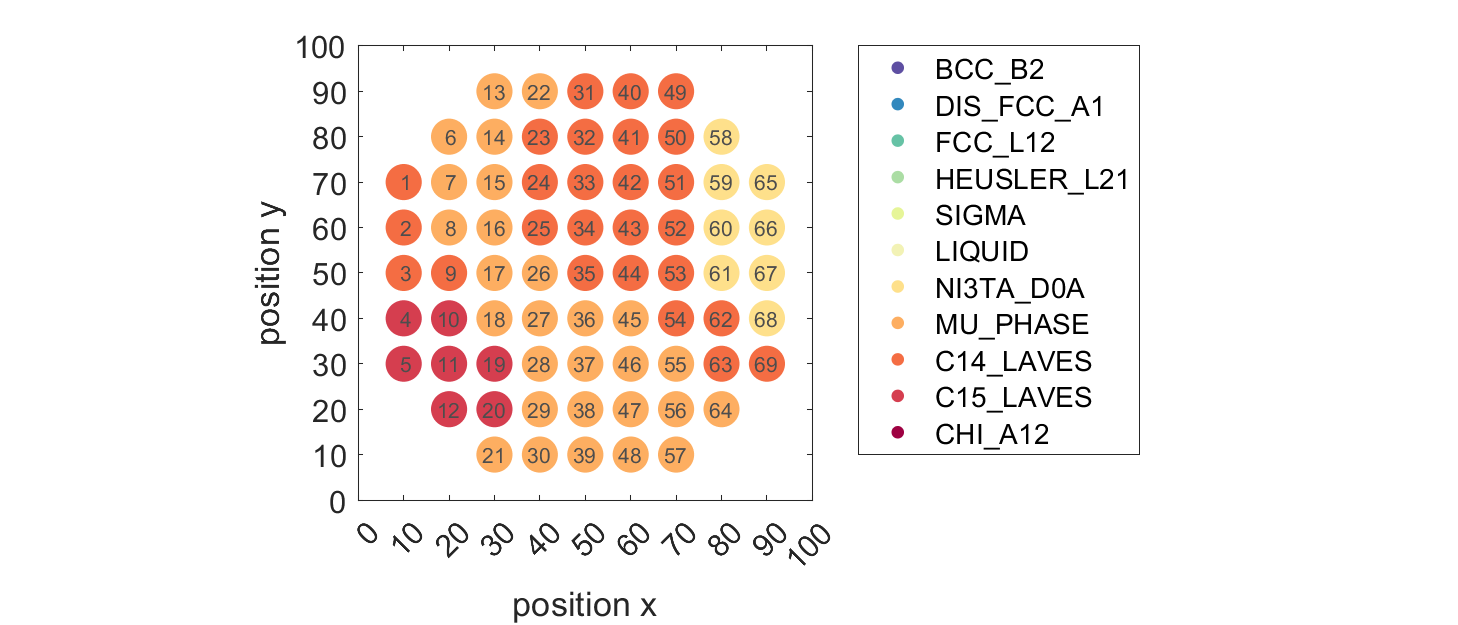 100
90 13 22 31 40 49
80 6 14 23 32 41 50 58
70 1 7 15 24 33 42 51 59 65
60 2 8 16 25 34 43 52 60 66
50 3 9 17 26 35 44 53 61 67
40 4 10 18 27 36 45 54 62 68
30 5 11 19 28 37 46 55 63 69
20 12 20 29 38 47 56 64
10 21 30 39 48 57
0
position y
0 10 20 30 40 50 60 70 80 90 100
position x
BCC_B2
DIS_FCC_A1
FCC_L12
HEUSLER_L21
SIGMA
LIQUID
NI3TA_D0A
MU_PHASE
C14_LAVES
C15_LAVES
CHI_A12